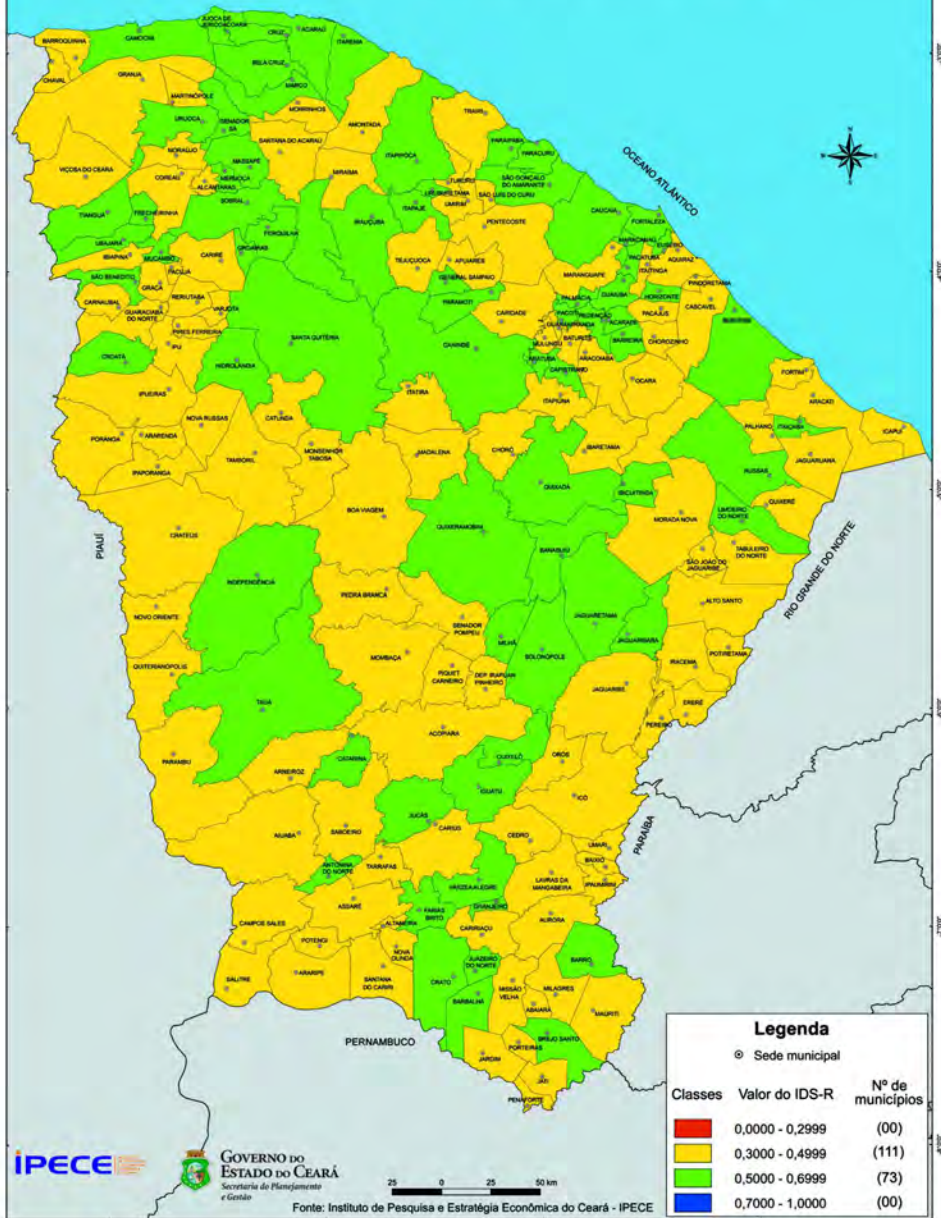 JIJOCA DE
JERICOACOARA
CRUZ
ACARAÚ
ITAREMA
BARROQUINHA
CAMOCIM
CHAVAL
BELA CRUZ
GRANJA
MARCO
MARTINÓPOLE
MORRINHOS
TRAIRI
URUOCA
SENADOR
SÁ
AMONTADA
SANTANA DO ACARAÚ
PARAIPABA
PARACURU
OCEANO ATLÂNTICO
MORAÚJO
MASSAPÊ
ITAPIPOCA
SÃO GONÇALO
DO AMARANTE
VIÇOSA DO CEARÁ
COREAÚ
MERUOCA
ALCÂNTARAS
MIRAÍMA
TURURU
URUBURETAMA
UMIRIM
SÃO LUÍS DO CURU
SOBRAL
TIANGUÁ
FRECHEIRINHA
ITAPAJÉ
IRAUÇUBA
CAUCAIA
FORTALEZA
PENTECOSTE
UBAJARA
FORQUILHA
MARACANAÚ
EUSÉBIO
IBIAPINA
MUCAMBO
GROAÍRAS
PACATUBA
AQUIRAZ
CARIRÉ
PACUJÁ
TEJUÇUOCA
APUIARÉS
MARANGUAPE
ITAITINGA
SÃO BENEDITO
GRAÇA
GENERAL SAMPAIO
GUAIÚBA
PINDORETAMA
CARNAUBAL
RERIUTABA
PARAMOTI
PALMÁCIA
HORIZONTE
CASCAVEL
GUARACIABA
DO NORTE
VARJOTA
CARIDADE
PACOTI
REDENÇÃO
PACAJUS
GUARAMIRANGA
ACARAPE
PIRES FERREIRA
SANTA QUITÉRIA
CANINDÉ
MULUNGU
BATURITÉ
BARREIRA
CHOROZINHO
IPU
ARATUBA
ARACOIABA
CROATÁ
HIDROLÂNDIA
CAPISTRANO
OCARA
FORTIM
IPUEIRAS
ITATIRA
ITAPIÚNA
ARACATI
NOVA RUSSAS
CATUNDA
PALHANO
ITAIÇABA
ICAPUÍ
PORANGA
ARARENDÁ
MONSENHOR
TABOSA
MADALENA
CHORÓ
IBARETAMA
JAGUARUANA
IPAPORANGA
TAMBORIL
RUSSAS
QUIXADÁ
IBICUITINGA
QUIXERÉ
BOA VIAGEM
MORADA NOVA
LIMOEIRO
DO NORTE
CRATEÚS
QUIXERAMOBIM
PIAUÍ
BANABUIÚ
TABULEIRO
DO NORTE
SÃO JOÃO DO
JAGUARIBE
RIO GRANDE DO NORTE
INDEPENDÊNCIA
PEDRA BRANCA
ALTO SANTO
NOVO ORIENTE
SENADOR
POMPEU
JAGUARETAMA
MILHÃ
JAGUARIBARA
MOMBAÇA
SOLONÓPOLE
POTIRETAMA
QUITERIANÓPOLIS
PIQUET
CARNEIRO
DEP. IRAPUAN
PINHEIRO
IRACEMA
JAGUARIBE
TAUÁ
ERERÊ
PEREIRO
ACOPIARA
PARAMBU
CATARINA
QUIXELÔ
ORÓS
ARNEIROZ
IGUATU
ICÓ
JUCÁS
AIUABA
SABOEIRO
CARIÚS
CEDRO
PARAÍBA
UMARI
BAIXIO
ANTONINA
DO NORTE
TARRAFAS
IPAUMIRIM
VÁRZEA ALEGRE
LAVRAS DA
MANGABEIRA
ASSARÉ
GRANJEIRO
FARIAS
BRITO
AURORA
CAMPOS SALES
ALTANEIRA
CARIRIAÇU
POTENGI
NOVA
OLINDA
JUAZEIRO
DO NORTE
BARRO
SALITRE
ARARIPE
SANTANA
DO CARIRI
CRATO
MISSÃO
VELHA
MILAGRES
BARBALHA
ABAIARA
MAURITI
PERNAMBUCO
BREJO SANTO
PORTEIRAS
JARDIM
JATI
PENAFORTE
Legenda
Sede municipal
Classes Valor do IDS-R Nº de
municípios
0,0000 - 0,2999 (00)
0,3000 - 0,4999 (111)
0,5000 - 0,6999 (73)
0,7000 - 1,0000 (00)
IPECE
GOVERNO DO
ESTADO DO CEARÁ
Secretaria do Planejamento
e Gestão
25 0 25 50 km
Fonte: Instituto de Pesquisa e Estratégia Econômica do Ceará - IPECE